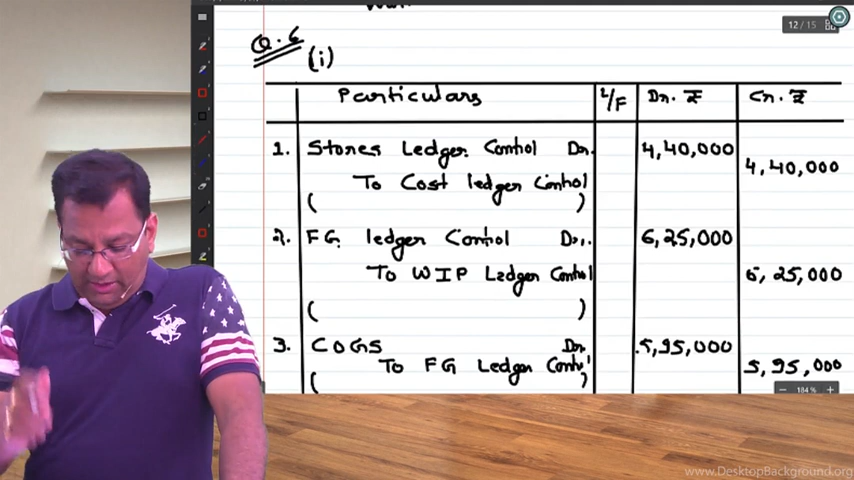 12 / 15
Q.6
(i)
Particulars L/F Dr. ₹ Cr. ₹
1. Stores Ledger Control Dr. 4,40,000
To Cost ledger Control 4,40,000
( )
2. FG ledger Control Dr. 6,25,000
To WIP Ledger Control 6,25,000
( )
3. COGS Dr. 5,95,000
To FG Ledger Contl 5,95,000
( )
184%
www.DesktopBackground.org